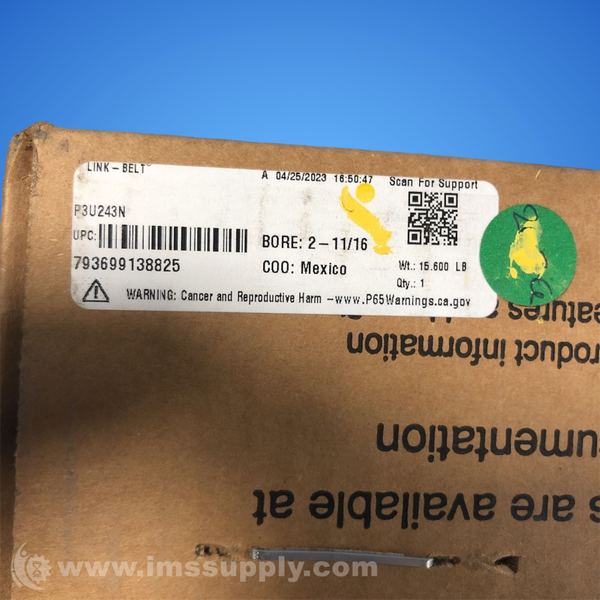 LINK-BELT
A 04/25/2023 16:50:47 Scan For Support
P3U243N
UPC:
793699138825
BORE: 2-11/16
COO: Mexico
Wt.: 15.600 LB
Qty.: 1
WARNING: Cancer and Reproductive Harm -www.P65Warnings.ca.gov
s are available at
umentation
roduct information
eatures
www.imssupply.com